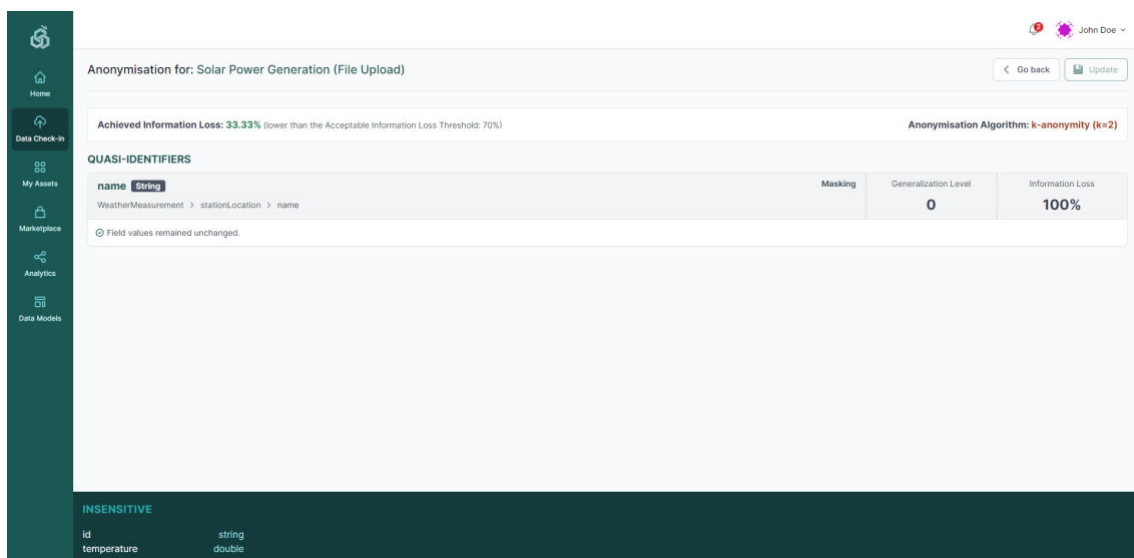 2
John Doe
Anonymisation for: Solar Power Generation (File Upload)
Go back
Update
Home
Data Check-in
My Assets
Marketplace
Analytics
Data Models
Achieved Information Loss: 33.33% (lower than the Acceptable Information Loss Threshold: 70%)
Anonymisation Algorithm: k-anonymity (k=2)
QUASI-IDENTIFIERS
name String
Masking
Generalization Level
Information Loss
WeatherMeasurement > stationLocation > name
0
100%
Field values remained unchanged.
INSENSITIVE
id string
temperature double